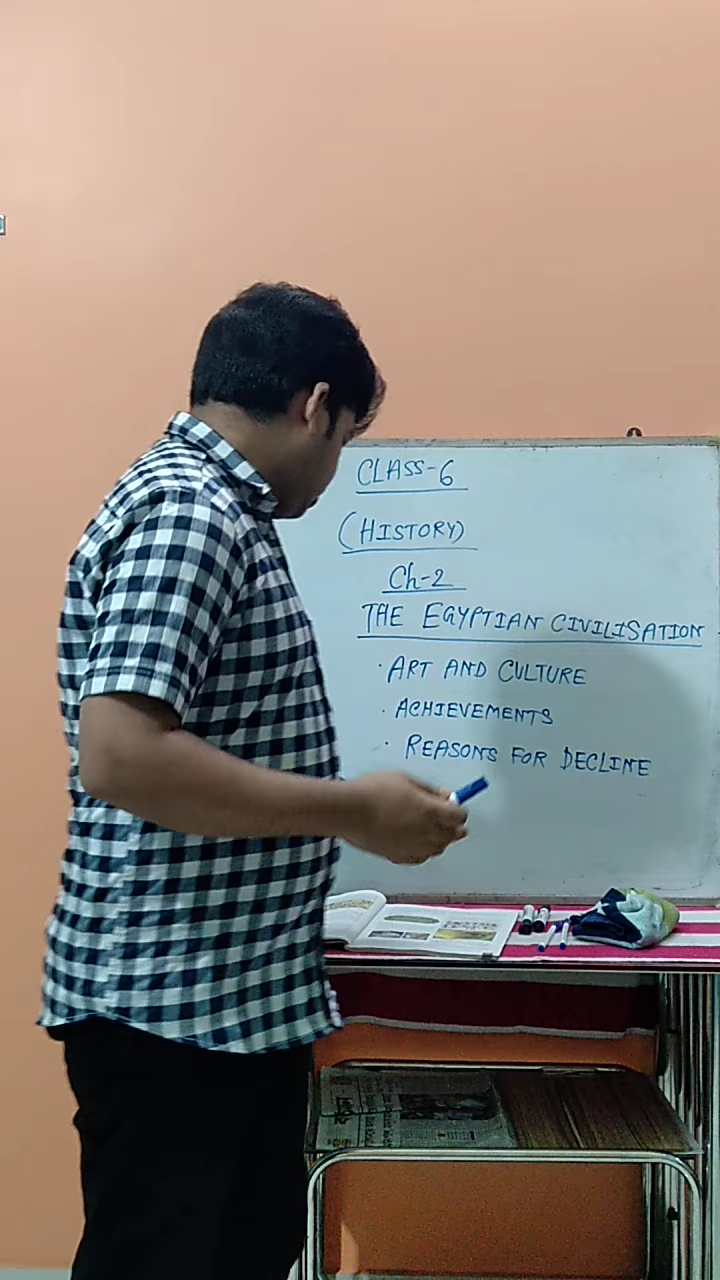 CLASS-6
(HISTORY)
Ch-2
THE EGYPTIAN CIVILISATION.
· ART AND CULTURE
· ACHIEVEMENTS
· REASONS FOR DECLINE